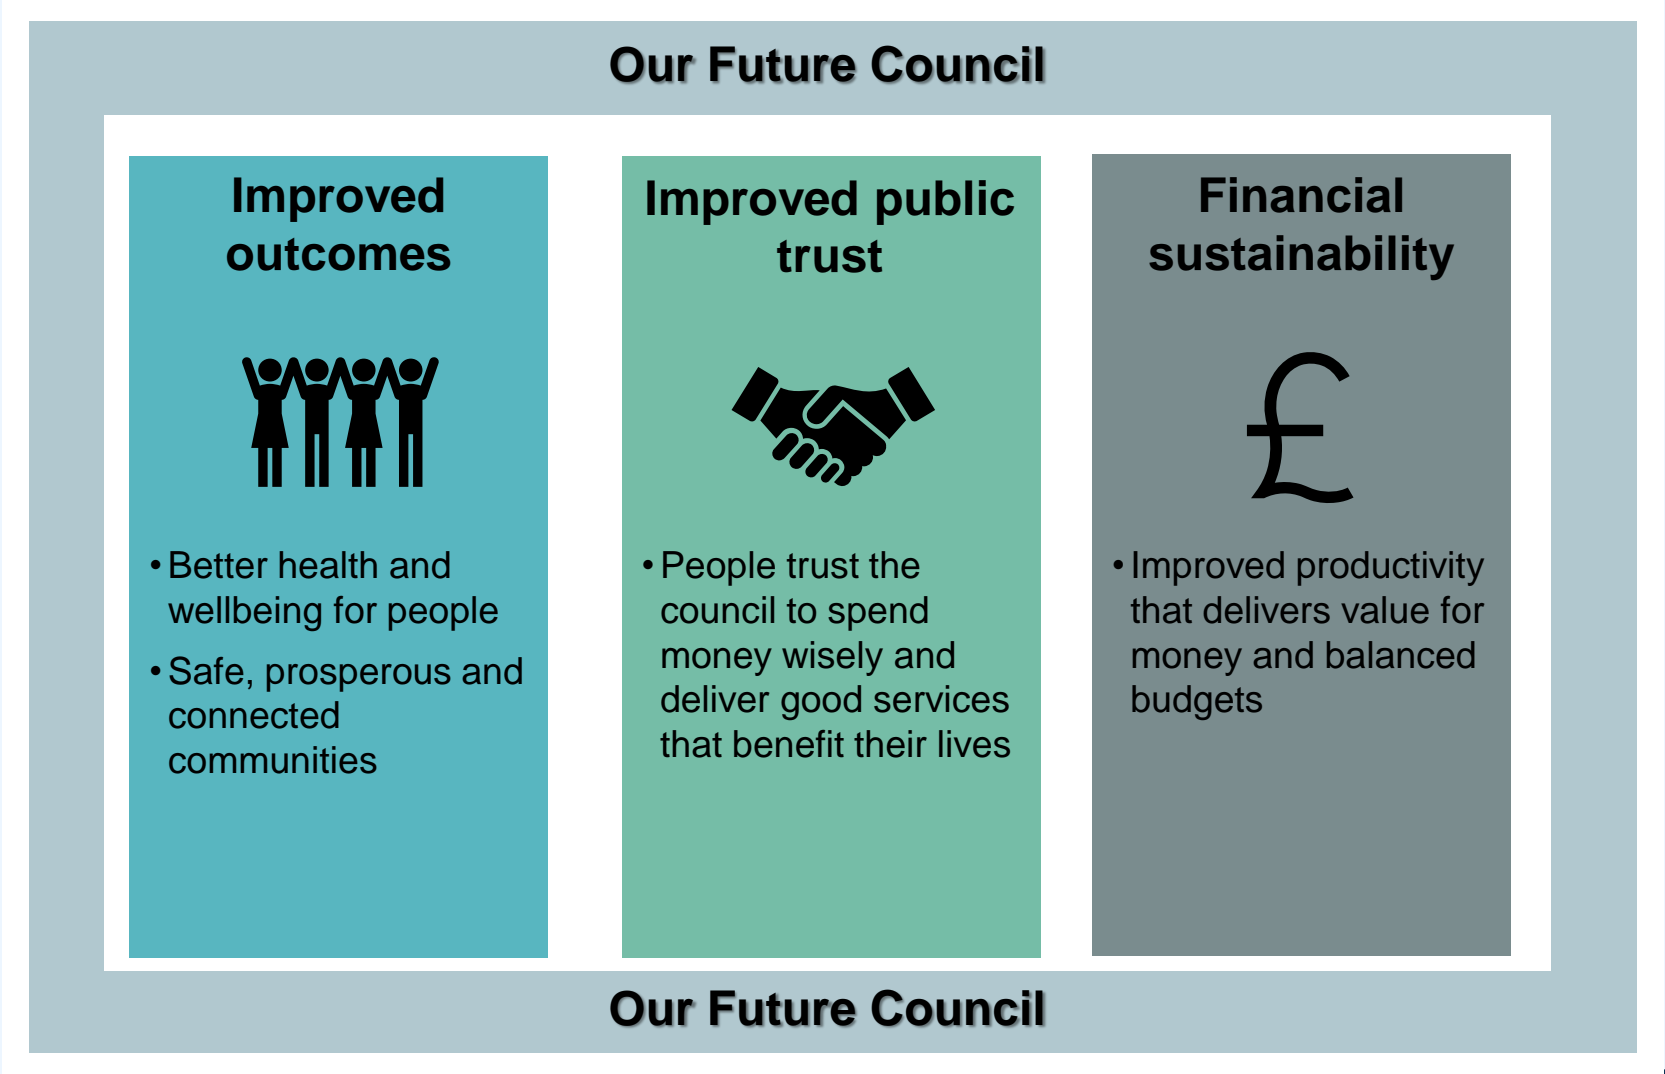 Our Future Council
Improved
outcomes
• Better health and
wellbeing for people
• Safe, prosperous and
connected
communities
Improved public
trust
• People trust the
council to spend
money wisely and
deliver good services
that benefit their lives
Financial
sustainability
£
• Improved productivity
that delivers value for
money and balanced
budgets
Our Future Council